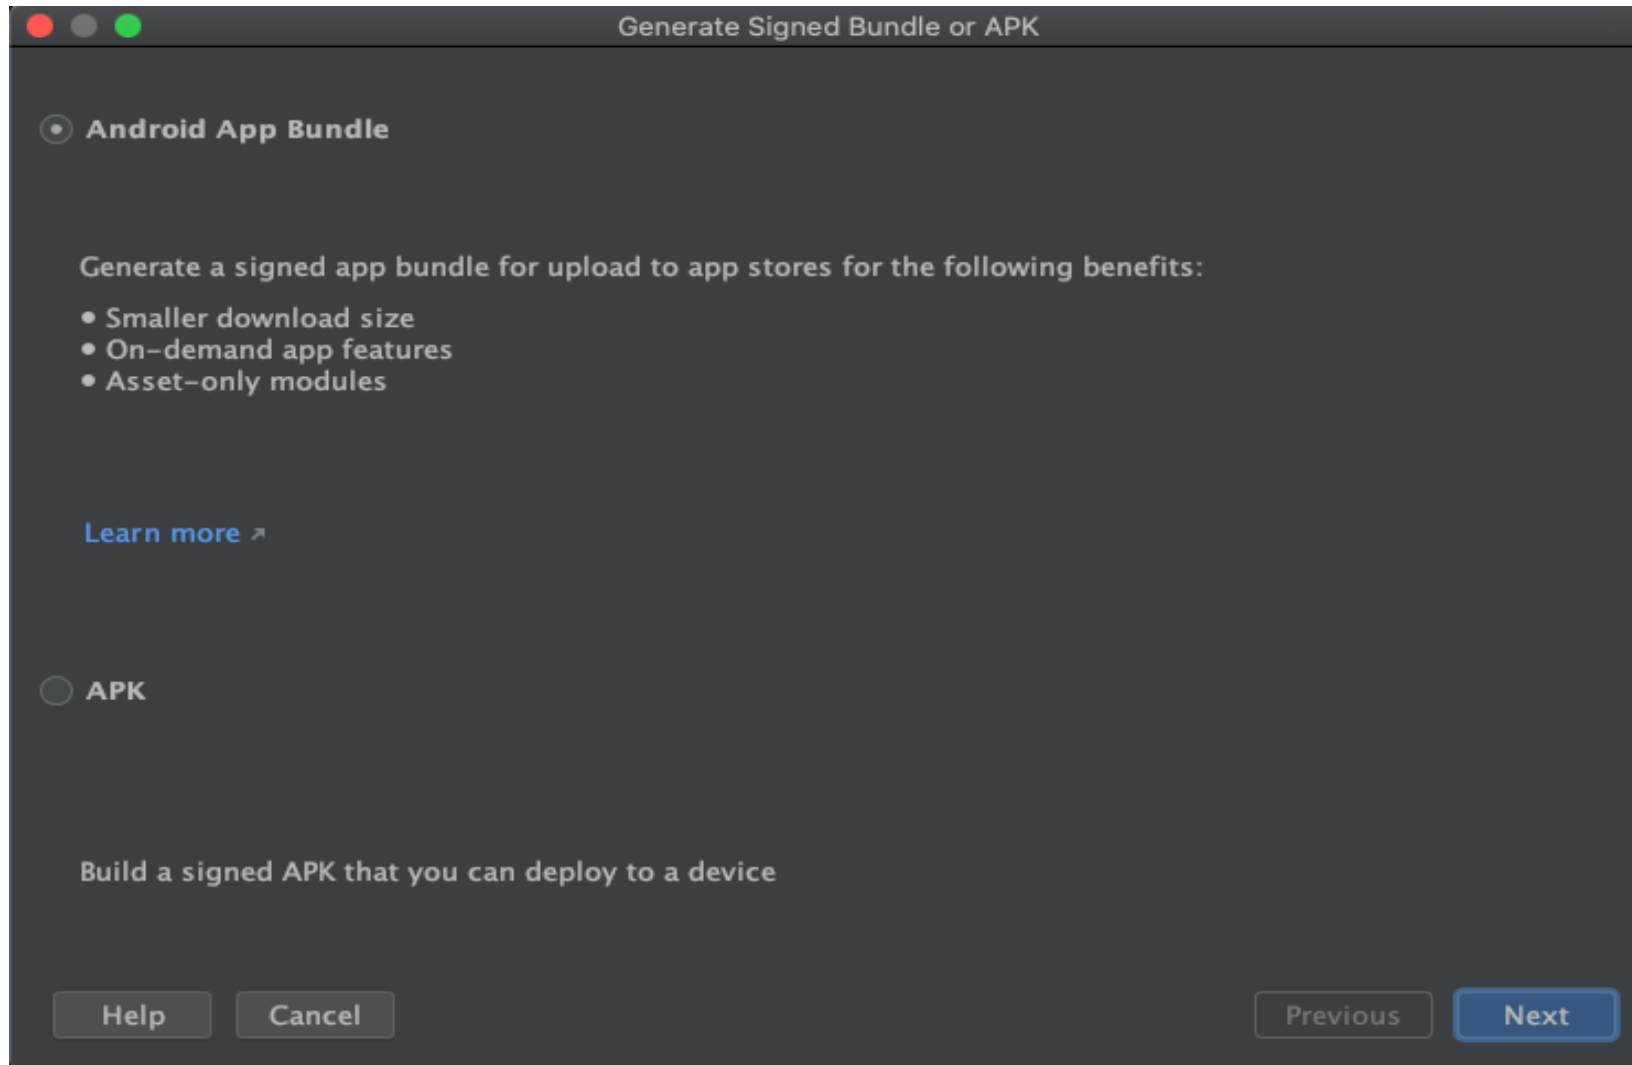 Generate Signed Bundle or APK
Android App Bundle
Generate a signed app bundle for upload to app stores for the following benefits:
• Smaller download size
• On-demand app features
• Asset-only modules
Learn more ↗
APK
Build a signed APK that you can deploy to a device
Help Cancel Previous Next